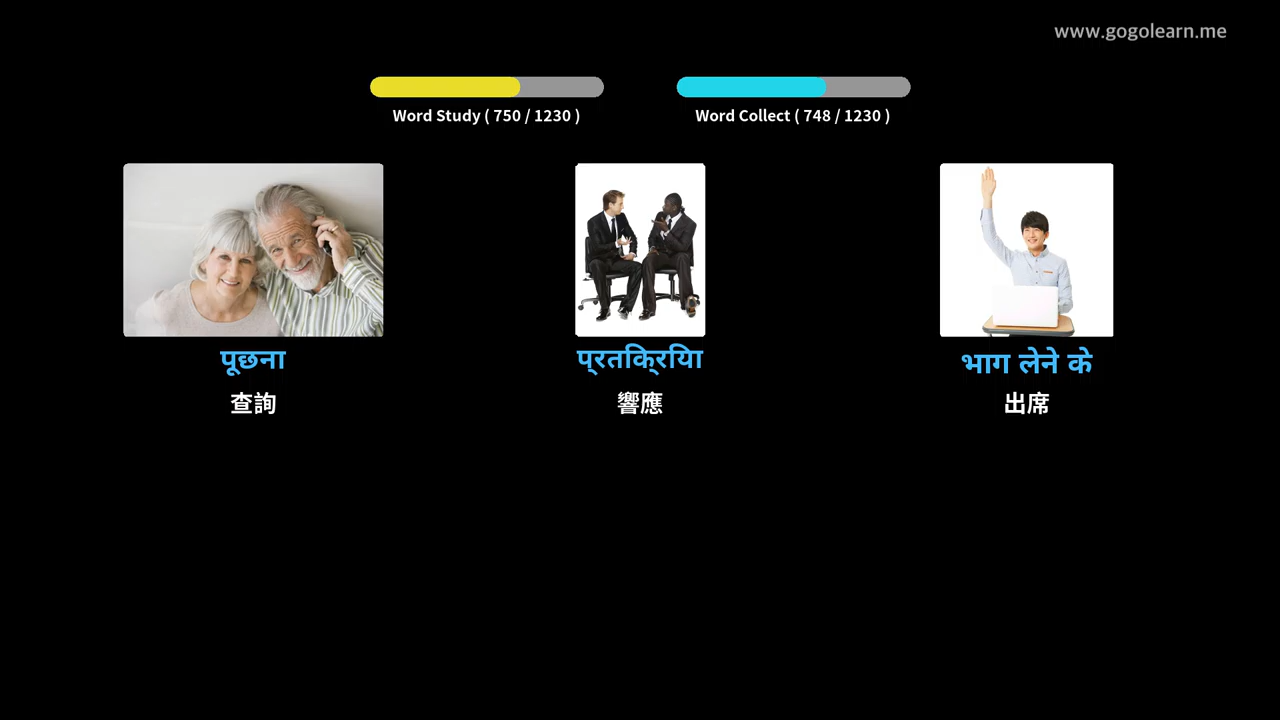 www.gogolearn.me
Word Study ( 750 / 1230 )
Word Collect ( 748 / 1230 )
पूछना
प्रतिक्रिया
भाग लेने के
查詢
響應
出席